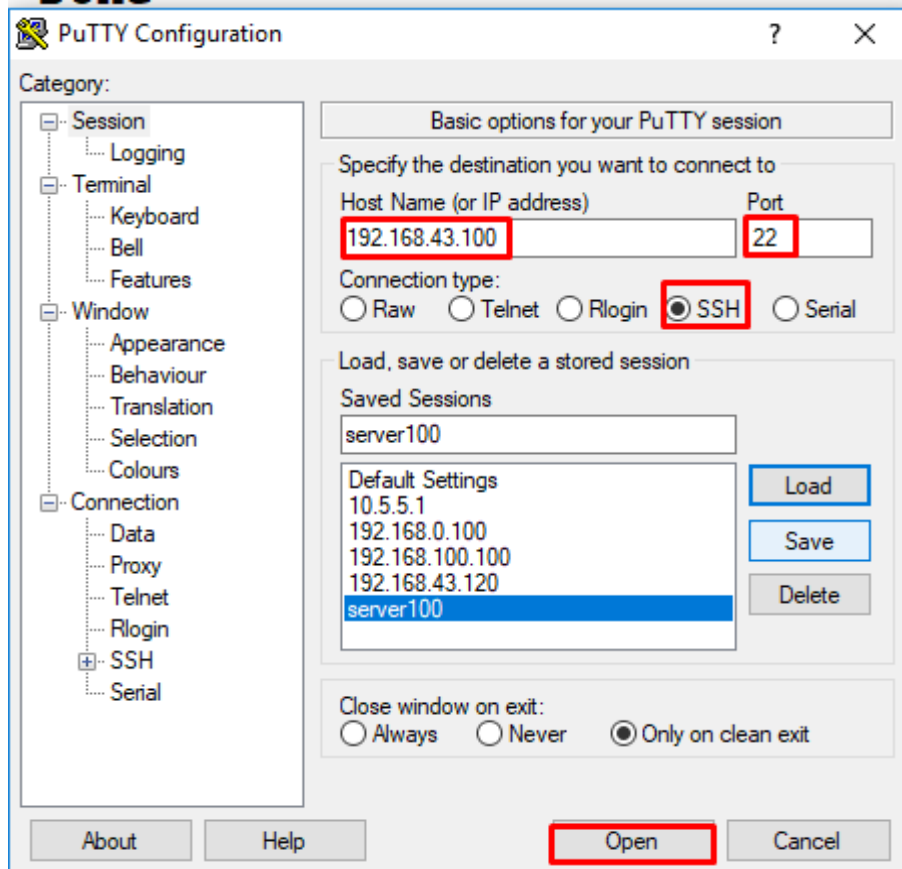 PuTTY Configuration
?
Category:
Session
Logging
Terminal
Keyboard
Bell
Features
Window
Appearance
Behaviour
Translation
Selection
Colours
Connection
Data
Proxy
Telnet
Rlogin
SSH
Serial
Basic options for your PuTTY session
Specify the destination you want to connect to
Host Name (or IP address) Port
192.168.43.100 22
Connection type:
Raw Telnet Rlogin SSH Serial
Load, save or delete a stored session
Saved Sessions
server100
Default Settings
10.5.5.1
192.168.0.100
192.168.100.100
192.168.43.120
server100
Load
Save
Delete
Close window on exit:
Always Never Only on clean exit
About Help Open Cancel